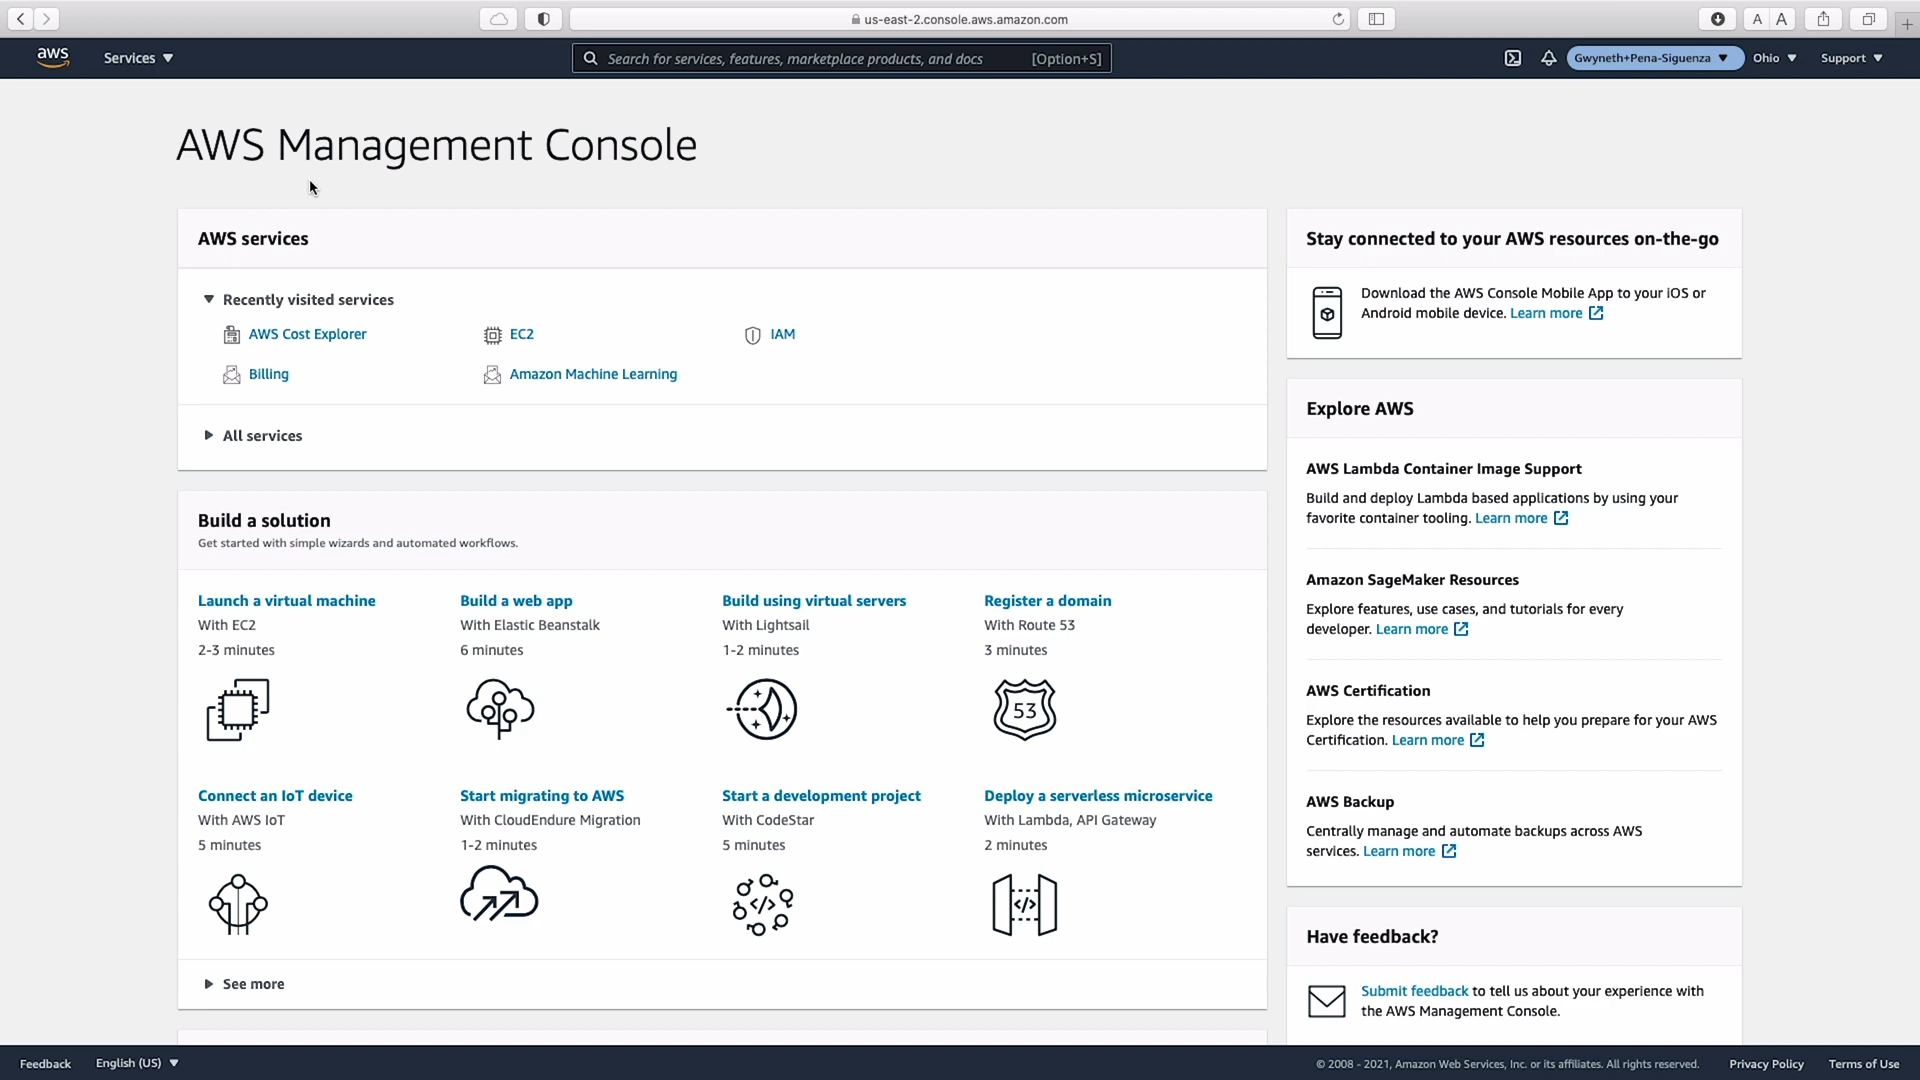 us-east-2.console.aws.amazon.com
A A
aws
Services
Search for services, features, marketplace products, and docs [Option+S]
Gwyneth+Pena-Siguenza
Ohio
Support
AWS Management Console
AWS services
Recently visited services
AWS Cost Explorer
EC2
IAM
Billing
Amazon Machine Learning
All services
Build a solution
Get started with simple wizards and automated workflows.
Launch a virtual machine
With EC2
2-3 minutes
Build a web app
With Elastic Beanstalk
6 minutes
Build using virtual servers
With Lightsail
1-2 minutes
Register a domain
With Route 53
3 minutes
53
Connect an IoT device
With AWS IoT
5 minutes
Start migrating to AWS
With CloudEndure Migration
1-2 minutes
Start a development project
With CodeStar
5 minutes
</>
Deploy a serverless microservice
With Lambda, API Gateway
2 minutes
</>
See more
Stay connected to your AWS resources on-the-go
Download the AWS Console Mobile App to your iOS or
Android mobile device. Learn more
Explore AWS
AWS Lambda Container Image Support
Build and deploy Lambda based applications by using your
favorite container tooling. Learn more
Amazon SageMaker Resources
Explore features, use cases, and tutorials for every
developer. Learn more
AWS Certification
Explore the resources available to help you prepare for your AWS
Certification. Learn more
AWS Backup
Centrally manage and automate backups across AWS
services. Learn more
Have feedback?
Submit feedback to tell us about your experience with
the AWS Management Console.
Feedback
English (US)
© 2008 - 2021, Amazon Web Services, Inc. or its affiliates. All rights reserved.
Privacy Policy
Terms of Use